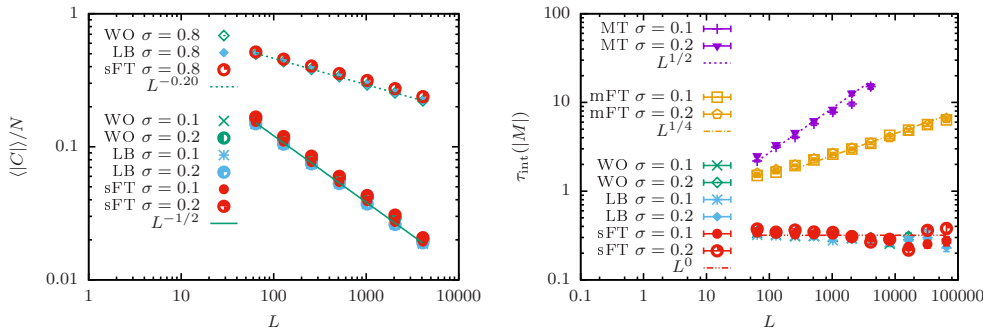 ⟨|C|⟩/N
1
0.1
0.01
WO σ = 0.8
LB σ = 0.8
sFT σ = 0.8
L^{−0.20}
WO σ = 0.1
WO σ = 0.2
LB σ = 0.1
LB σ = 0.2
sFT σ = 0.1
sFT σ = 0.2
L^{−1/2}
1 10 100 1000 10000
L
τ_{int}(|M|)
100
10
1
0.1
MT σ = 0.1
MT σ = 0.2
L^{1/2}
mFT σ = 0.1
mFT σ = 0.2
L^{1/4}
WO σ = 0.1
WO σ = 0.2
LB σ = 0.1
LB σ = 0.2
sFT σ = 0.1
sFT σ = 0.2
L^0
0.1 1 10 100 1000 10000 100000
L